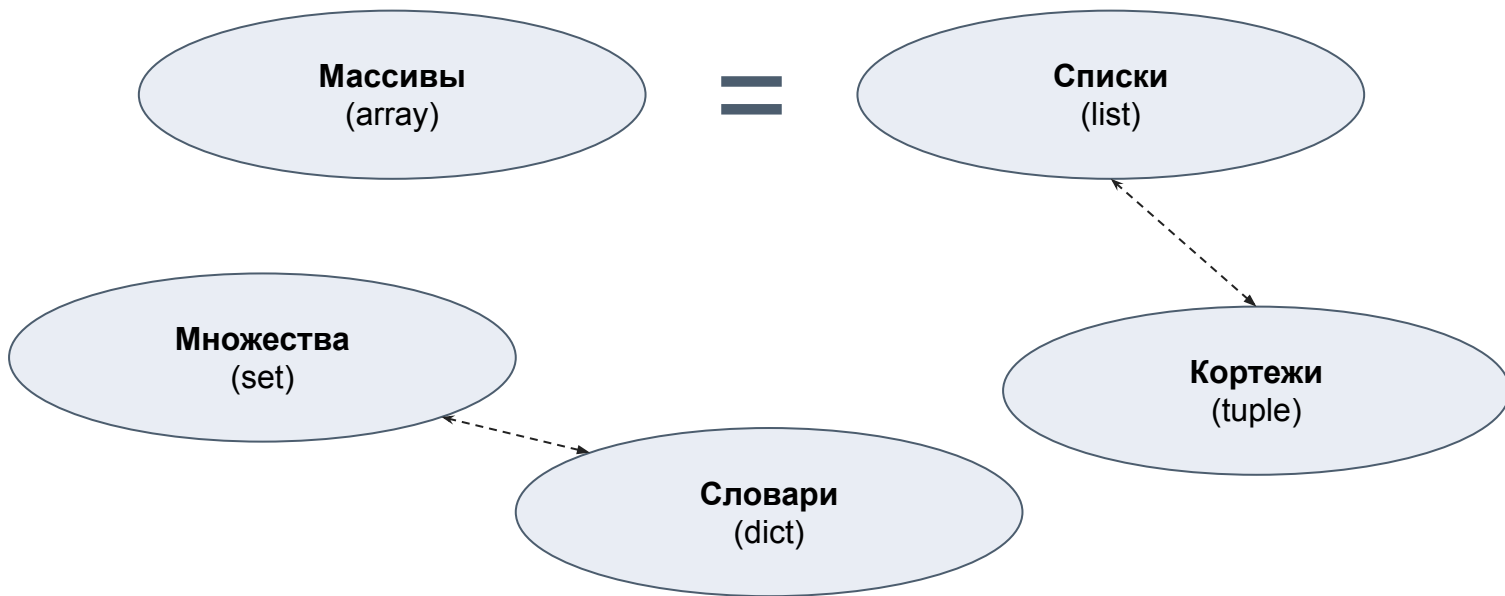 Массивы
(array)
=
Списки
(list)
Множества
(set)
Кортежи
(tuple)
Словари
(dict)